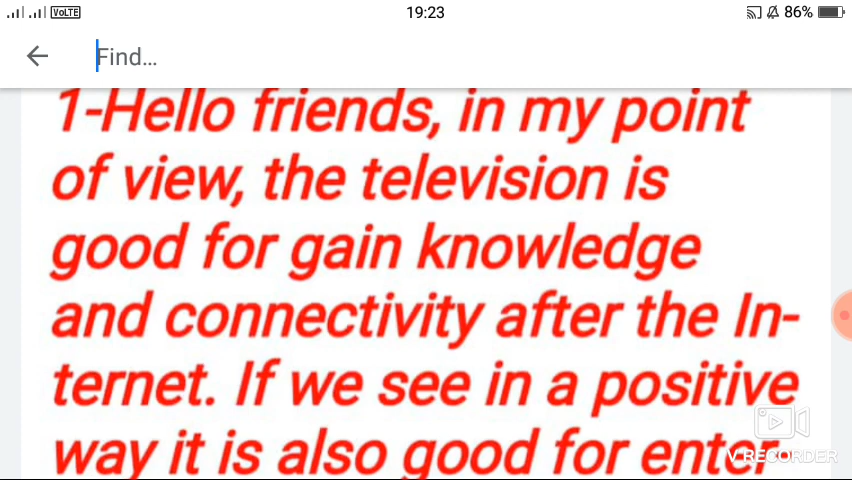 VoLTE
19:23
86%
Find...
1-Hello friends, in my point
of view, the television is
good for gain knowledge
and connectivity after the In-
ternet. If we see in a positive
way it is also good for enter-
V RECORDER